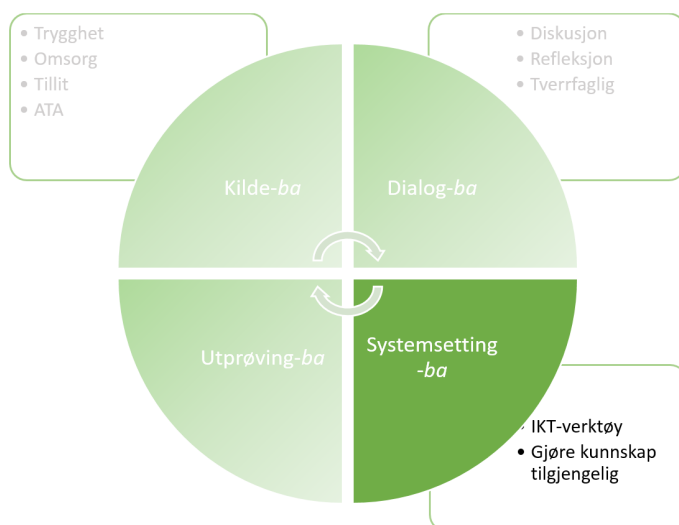 • Trygghet
• Omsorg
• Tillit
• ATA
• Diskusjon
• Refleksjon
• Tverrfaglig
Kilde-ba
Dialog-ba
Utprøving-ba
Systemsetting
-ba
• IKT-verktøy
• Gjøre kunnskap
tilgjengelig